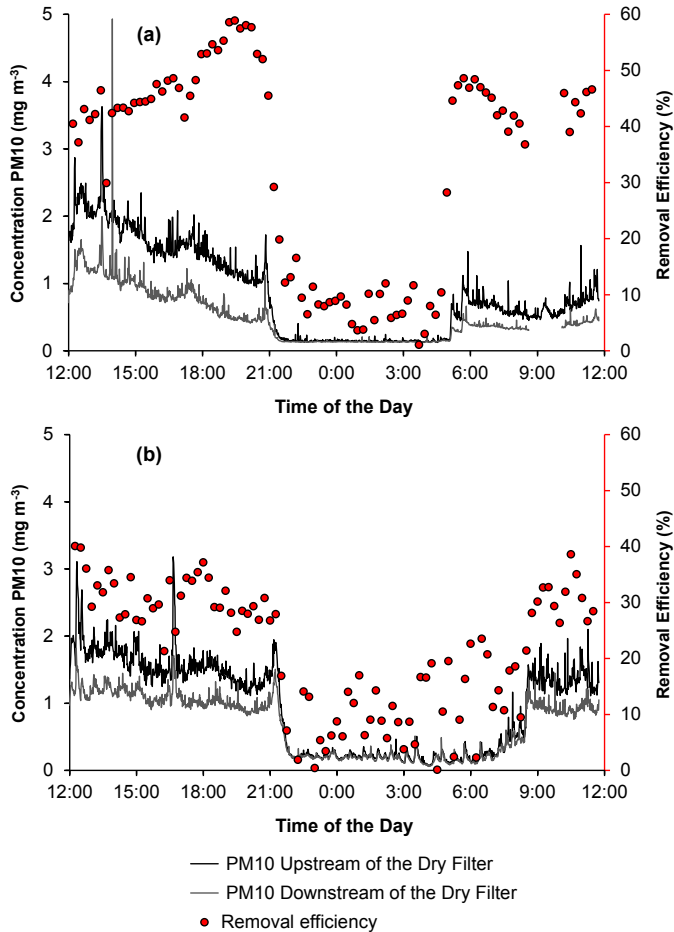 (a)
Concentration PM10 (mg m⁻³)
5
4
3
2
1
0
Removal Efficiency (%)
60
50
40
30
20
10
0
12:00 15:00 18:00 21:00 0:00 3:00 6:00 9:00 12:00
Time of the Day
(b)
Concentration PM10 (mg m⁻³)
5
4
3
2
1
0
Removal Efficiency (%)
60
50
40
30
20
10
0
12:00 15:00 18:00 21:00 0:00 3:00 6:00 9:00 12:00
Time of the Day
PM10 Upstream of the Dry Filter
PM10 Downstream of the Dry Filter
Removal efficiency